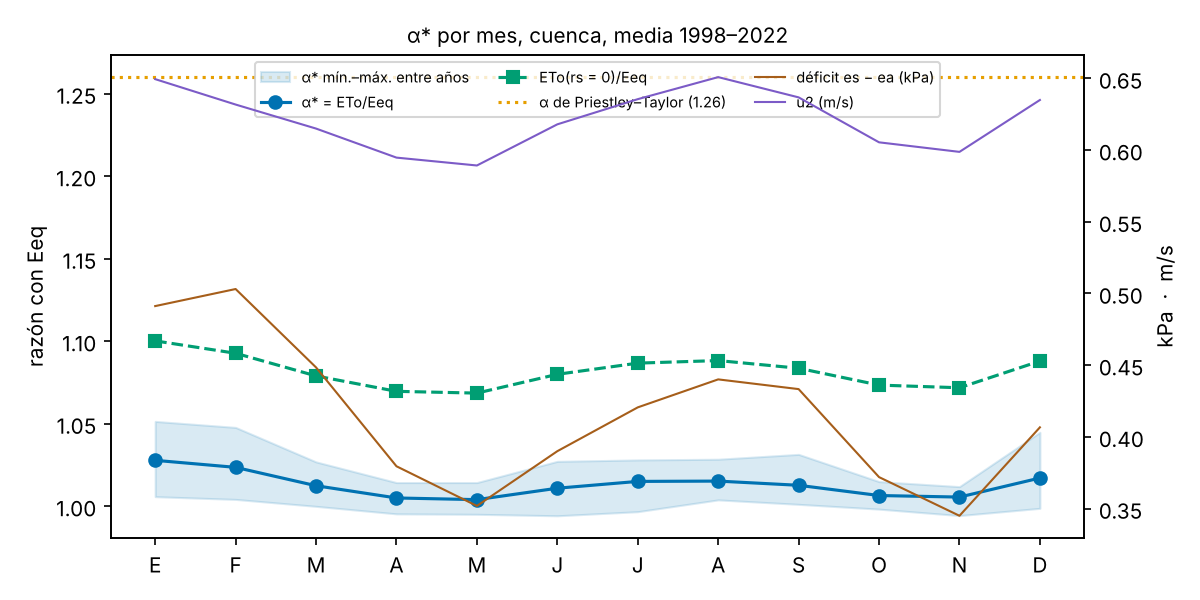 α* por mes, cuenca, media 1998–2022
α* mín.–máx. entre años
α* = ETo/Eeq
ETo(rs = 0)/Eeq
α de Priestley–Taylor (1.26)
déficit es − ea (kPa)
u2 (m/s)
razón con Eeq
1.25
1.20
1.15
1.10
1.05
1.00
0.65
0.60
0.55
0.50
0.45
0.40
0.35
kPa · m/s
E F M A M J J A S O N D